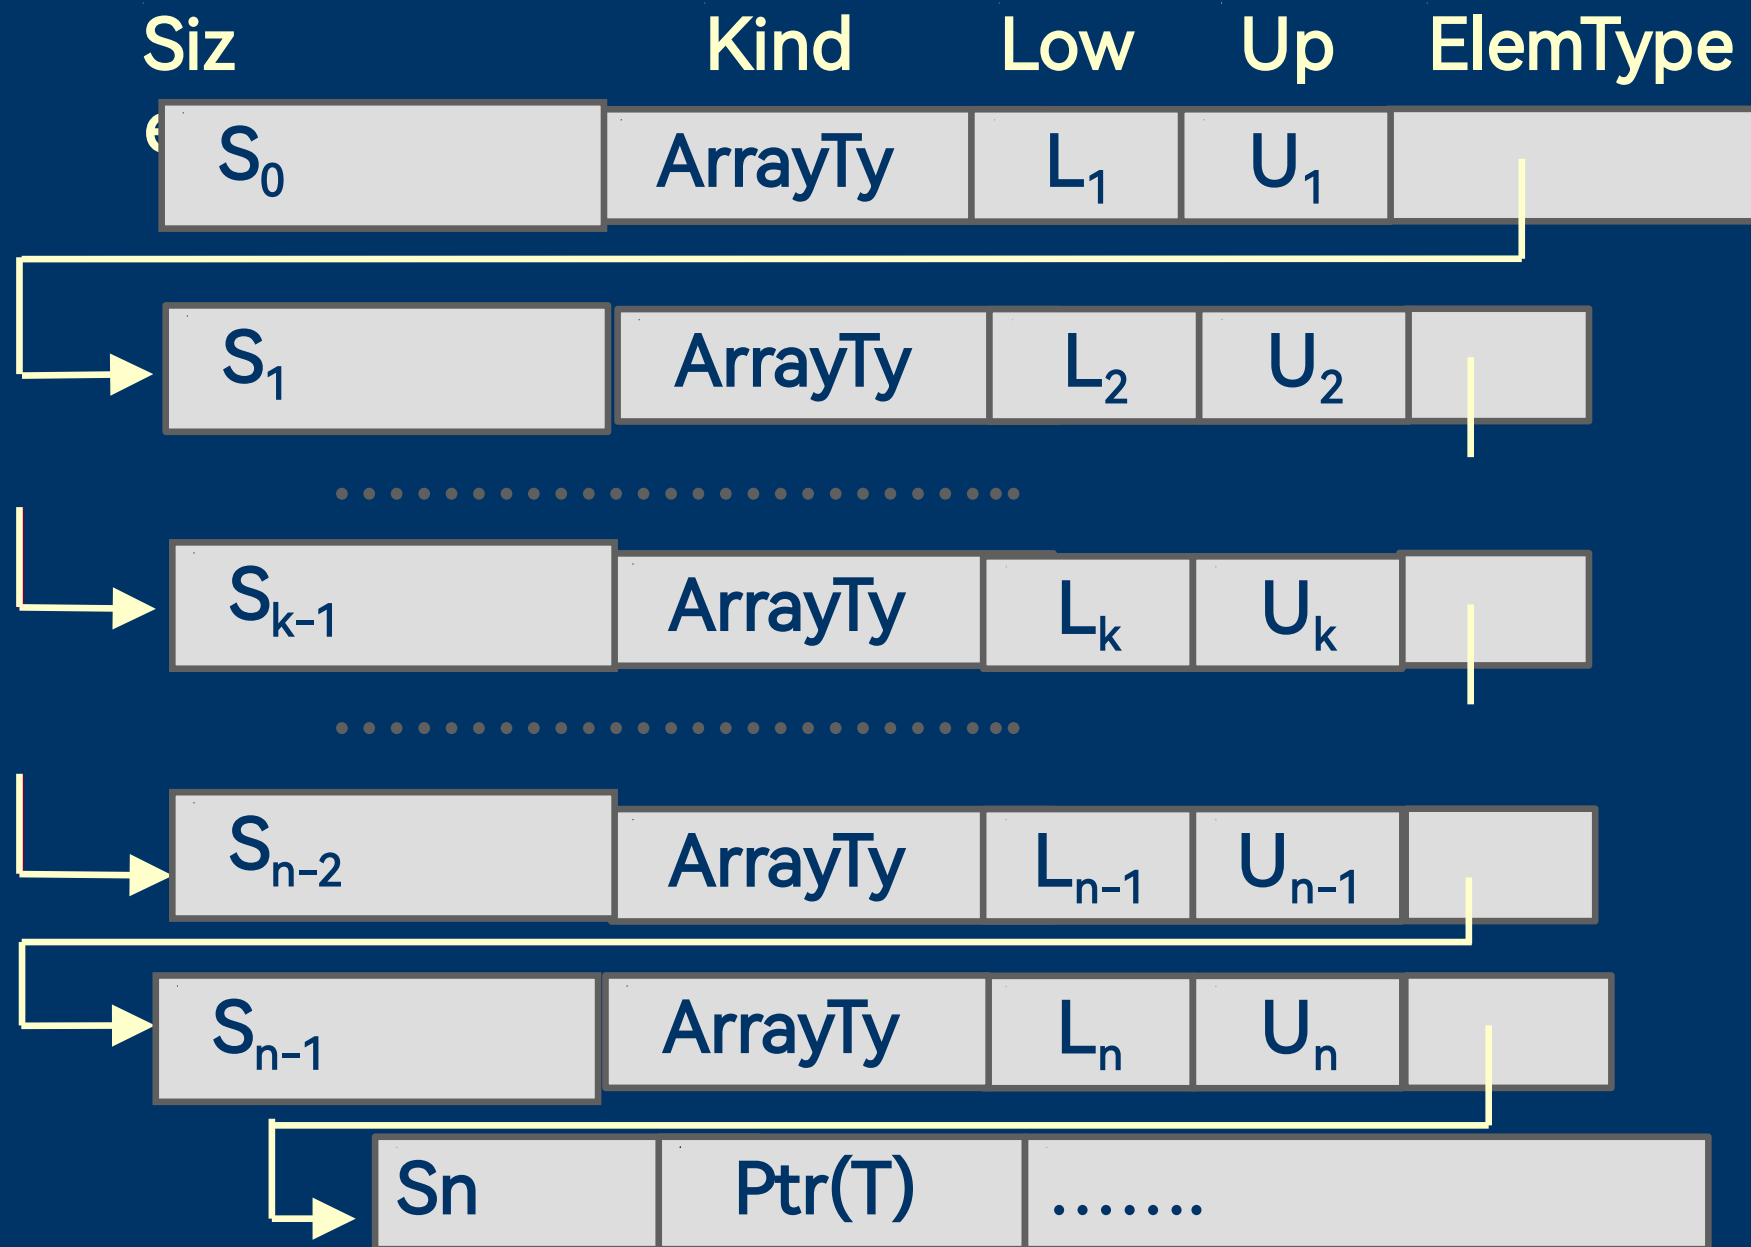 Size Kind Low Up ElemType
S₀ ArrayTy L₁ U₁
S₁ ArrayTy L₂ U₂
..........................
Sₖ₋₁ ArrayTy Lₖ Uₖ
..........................
Sₙ₋₂ ArrayTy Lₙ₋₁ Uₙ₋₁
Sₙ₋₁ ArrayTy Lₙ Uₙ
Sn Ptr(T) .......